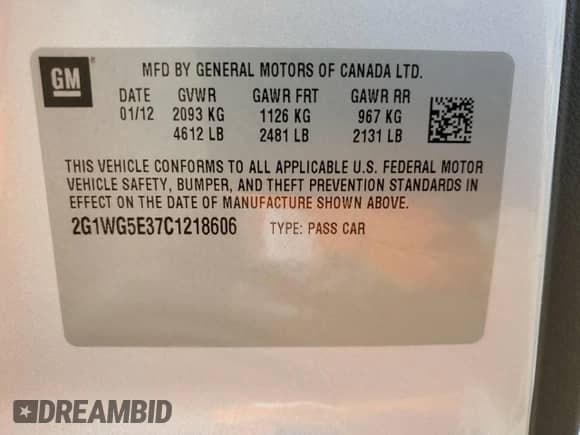 GM
MFD BY GENERAL MOTORS OF CANADA LTD.
DATE GVWR GAWR FRT GAWR RR
01/12 2093 KG 1126 KG 967 KG
4612 LB 2481 LB 2131 LB
THIS VEHICLE CONFORMS TO ALL APPLICABLE U.S. FEDERAL MOTOR
VEHICLE SAFETY, BUMPER, AND THEFT PREVENTION STANDARDS IN
EFFECT ON THE DATE OF MANUFACTURE SHOWN ABOVE.
2G1WG5E37C1218606 TYPE: PASS CAR
DREAMBID